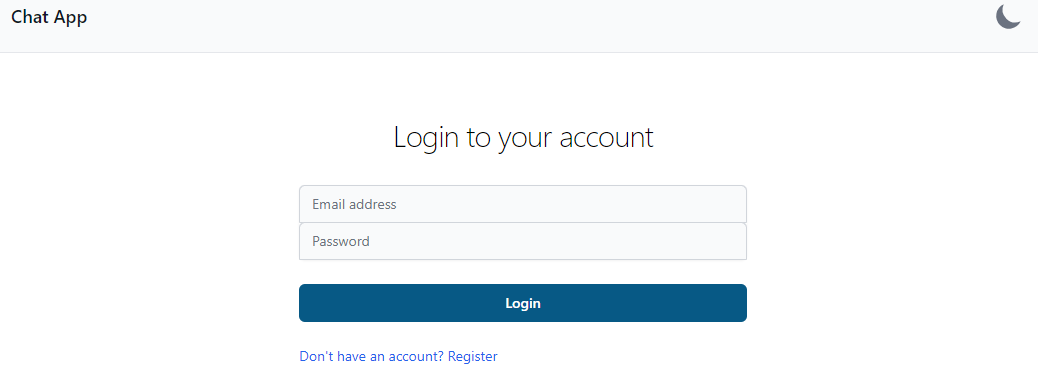 Chat App
Login to your account
Email address
Password
Login
Don't have an account? Register